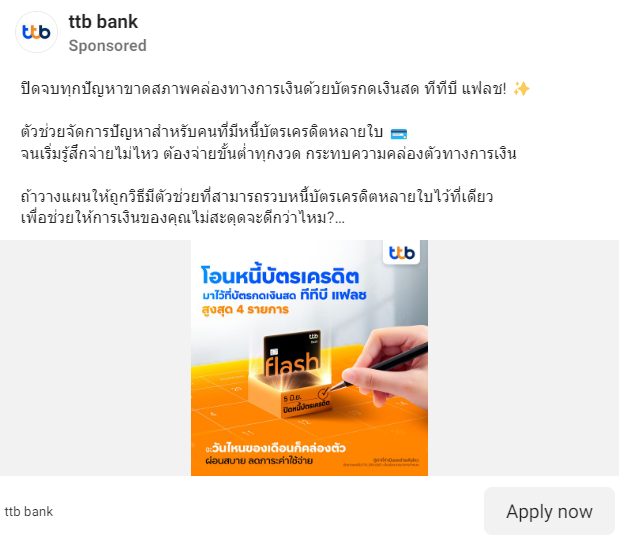 ttb bank
Sponsored
ปิดจบทุกปัญหาขาดสภาพคล่องทางการเงินด้วยบัตรกดเงินสด ทีทีบี แฟลช! ✨
ตัวช่วยจัดการปัญหาสำหรับคนที่มีหนี้บัตรเครดิตหลายใบ 💳
จนเริ่มรู้สึกจ่ายไม่ไหว ต้องจ่ายขั้นต่ำทุกงวด กระทบความคล่องตัวทางการเงิน
ถ้าวางแผนให้ถูกวิธีมีตัวช่วยที่สามารถรวบหนี้บัตรเครดิตหลายใบไว้ที่เดียว
เพื่อช่วยให้การเงินของคุณไม่สะดุดจะดีกว่าไหม?...
ttb
โอนหนี้บัตรเครดิต
มาไว้ที่บัตรกดเงินสด ทีทีบี แฟลช
สูงสุด 4 รายการ
ttb
flash
5 มิ.ย.
ปิดหนี้บัตรเครดิต
จะวันไหนของเดือนก็คล่องตัว
ผ่อนสบาย ลดภาระค่าใช้จ่าย
ttb bank
Apply now